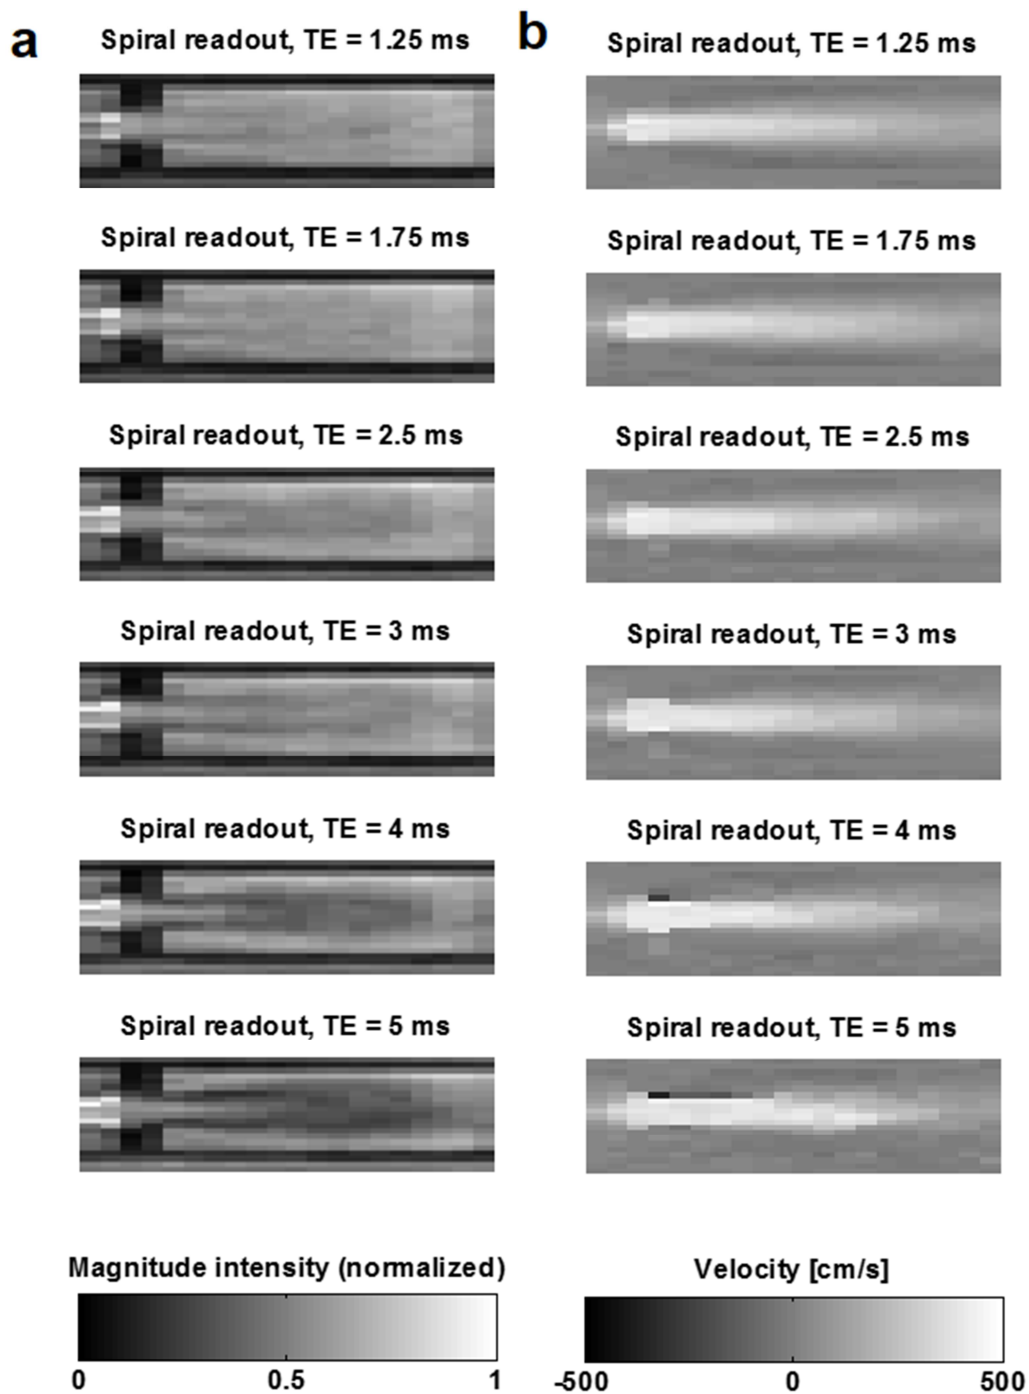 a
b
Spiral readout, TE = 1.25 ms
Spiral readout, TE = 1.25 ms
Spiral readout, TE = 1.75 ms
Spiral readout, TE = 1.75 ms
Spiral readout, TE = 2.5 ms
Spiral readout, TE = 2.5 ms
Spiral readout, TE = 3 ms
Spiral readout, TE = 3 ms
Spiral readout, TE = 4 ms
Spiral readout, TE = 4 ms
Spiral readout, TE = 5 ms
Spiral readout, TE = 5 ms
Magnitude intensity (normalized)
Velocity [cm/s]
0 0.5 1
-500 0 500